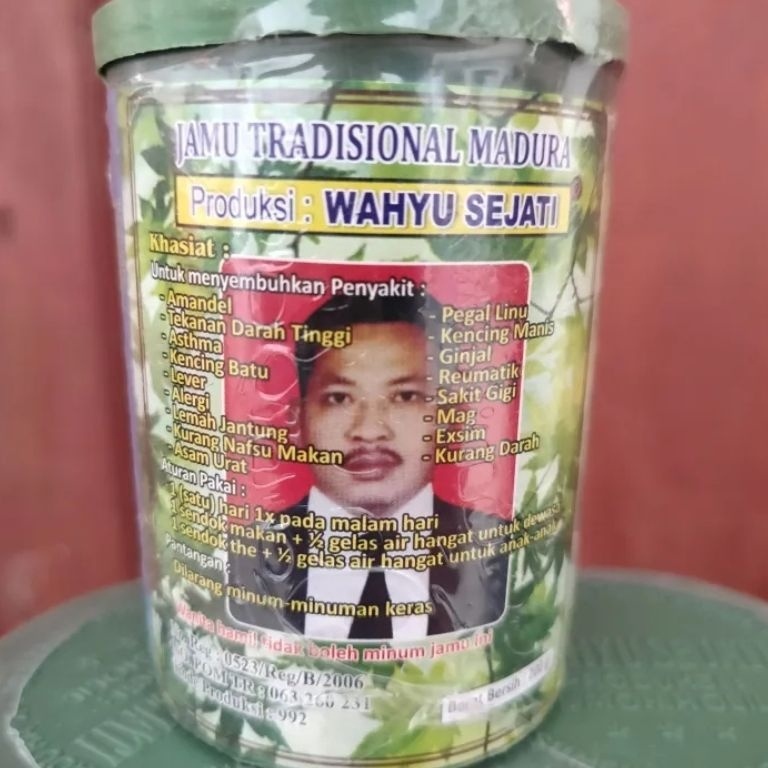 JAMU TRADISIONAL MADURA
Produksi : WAHYU SEJATI
Khasiat :
Untuk menyembuhkan Penyakit :
- Amandel
- Tekanan Darah Tinggi
- Asthma
- Kencing Batu
- Lever
- Alergi
- Lemah Jantung
- Kurang Nafsu Makan
- Asam Urat
- Pegal Linu
- Kencing Manis
- Ginjal
- Reumatik
- Sakit Gigi
- Mag
- Exsim
- Kurang Darah
Aturan Pakai :
1 (satu) hari 1x pada malam hari
1 sendok makan + ½ gelas air hangat untuk dewasa
1 sendok the + ½ gelas air hangat untuk anak-anak
Pantangan :
Dilarang minum-minuman keras
Wanita hamil tidak boleh minum jamu ini
Reg : 0523/Reg/B/2006
POM TR : 063 260 231
Produksi : 992
Berat Bersih :